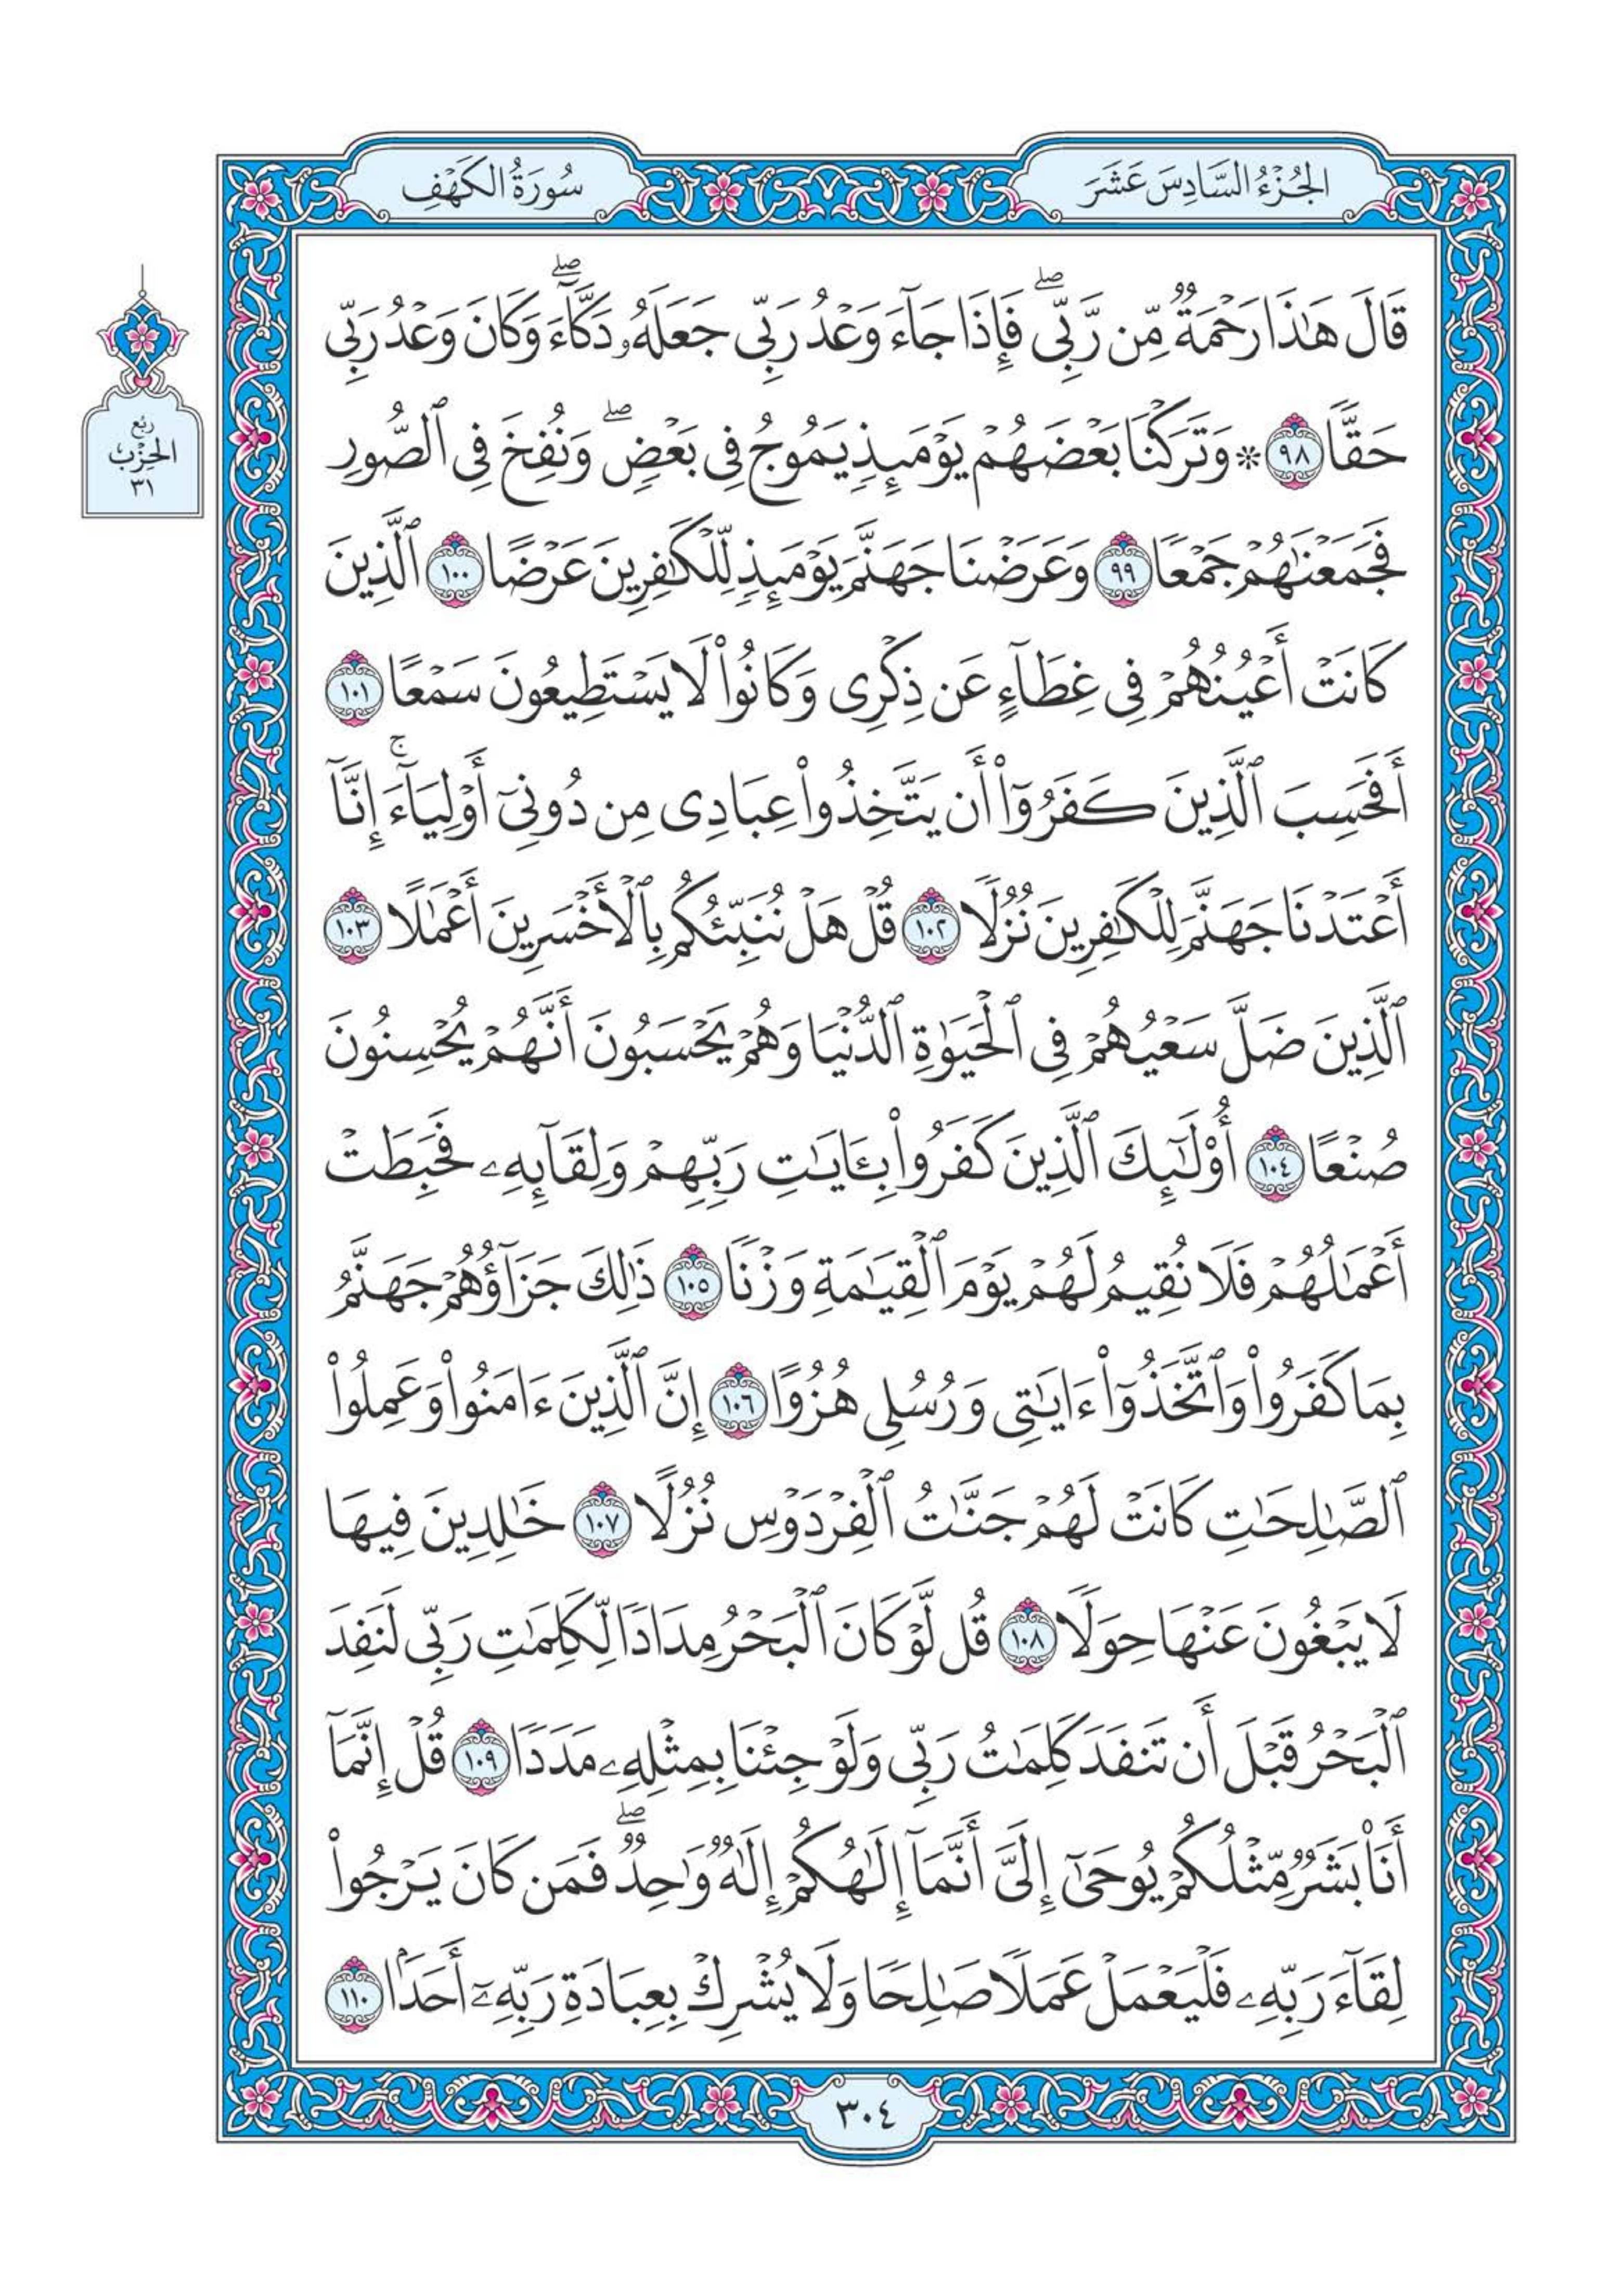 الجُزْءُ السَّادِسَ عَشَرَ
سُورَةُ الكَهْفِ
قَالَ هَٰذَا رَحْمَةٌ مِّن رَّبِّي ۖ فَإِذَا جَآءَ وَعْدُ رَبِّي جَعَلَهُۥ دَكَّآءَ ۖ وَكَانَ وَعْدُ رَبِّي
حَقًّا ٩٨ * وَتَرَكْنَا بَعْضَهُمْ يَوْمَئِذٍ يَمُوجُ فِي بَعْضٍ ۖ وَنُفِخَ فِي ٱلصُّورِ
فَجَمَعْنَٰهُمْ جَمْعًا ٩٩ وَعَرَضْنَا جَهَنَّمَ يَوْمَئِذٍ لِّلْكَٰفِرِينَ عَرْضًا ١٠٠ ٱلَّذِينَ
كَانَتْ أَعْيُنُهُمْ فِي غِطَآءٍ عَن ذِكْرِي وَكَانُوا۟ لَا يَسْتَطِيعُونَ سَمْعًا ١٠١
أَفَحَسِبَ ٱلَّذِينَ كَفَرُوٓا۟ أَن يَتَّخِذُوا۟ عِبَادِي مِن دُونِيٓ أَوْلِيَآءَ ۚ إِنَّآ
أَعْتَدْنَا جَهَنَّمَ لِلْكَٰفِرِينَ نُزُلًا ١٠٢ قُلْ هَلْ نُنَبِّئُكُم بِٱلْأَخْسَرِينَ أَعْمَٰلًا ١٠٣
ٱلَّذِينَ ضَلَّ سَعْيُهُمْ فِي ٱلْحَيَوٰةِ ٱلدُّنْيَا وَهُمْ يَحْسَبُونَ أَنَّهُمْ يُحْسِنُونَ
صُنْعًا ١٠٤ أُو۟لَٰٓئِكَ ٱلَّذِينَ كَفَرُوا۟ بِـَٔايَٰتِ رَبِّهِمْ وَلِقَآئِهِۦ فَحَبِطَتْ
أَعْمَٰلُهُمْ فَلَا نُقِيمُ لَهُمْ يَوْمَ ٱلْقِيَٰمَةِ وَزْنًا ١٠٥ ذَٰلِكَ جَزَآؤُهُمْ جَهَنَّمُ
بِمَا كَفَرُوا۟ وَٱتَّخَذُوٓا۟ ءَايَٰتِي وَرُسُلِي هُزُوًا ١٠٦ إِنَّ ٱلَّذِينَ ءَامَنُوا۟ وَعَمِلُوا۟
ٱلصَّٰلِحَٰتِ كَانَتْ لَهُمْ جَنَّٰتُ ٱلْفِرْدَوْسِ نُزُلًا ١٠٧ خَٰلِدِينَ فِيهَا
لَا يَبْغُونَ عَنْهَا حِوَلًا ١٠٨ قُل لَّوْ كَانَ ٱلْبَحْرُ مِدَادًا لِّكَلِمَٰتِ رَبِّي لَنَفِدَ
ٱلْبَحْرُ قَبْلَ أَن تَنفَدَ كَلِمَٰتُ رَبِّي وَلَوْ جِئْنَا بِمِثْلِهِۦ مَدَدًا ١٠٩ قُلْ إِنَّمَآ
أَنَا۠ بَشَرٌ مِّثْلُكُمْ يُوحَىٰٓ إِلَيَّ أَنَّمَآ إِلَٰهُكُمْ إِلَٰهٌ وَٰحِدٌ ۖ فَمَن كَانَ يَرْجُوا۟
لِقَآءَ رَبِّهِۦ فَلْيَعْمَلْ عَمَلًا صَٰلِحًا وَلَا يُشْرِكْ بِعِبَادَةِ رَبِّهِۦٓ أَحَدًۢا ١١٠
رُبع
الحِزْب
٣١
٣٠٤